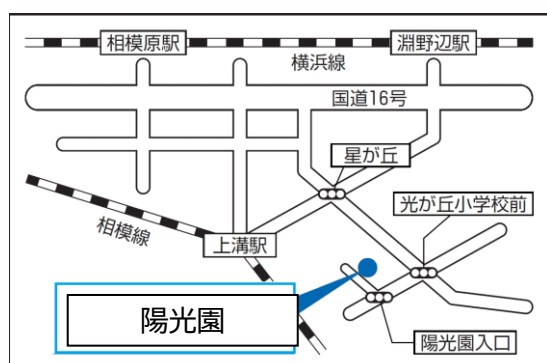 相模原駅
淵野辺駅
横浜線
国道16号
星が丘
光が丘小学校前
相模線
上溝駅
陽光園
陽光園入口